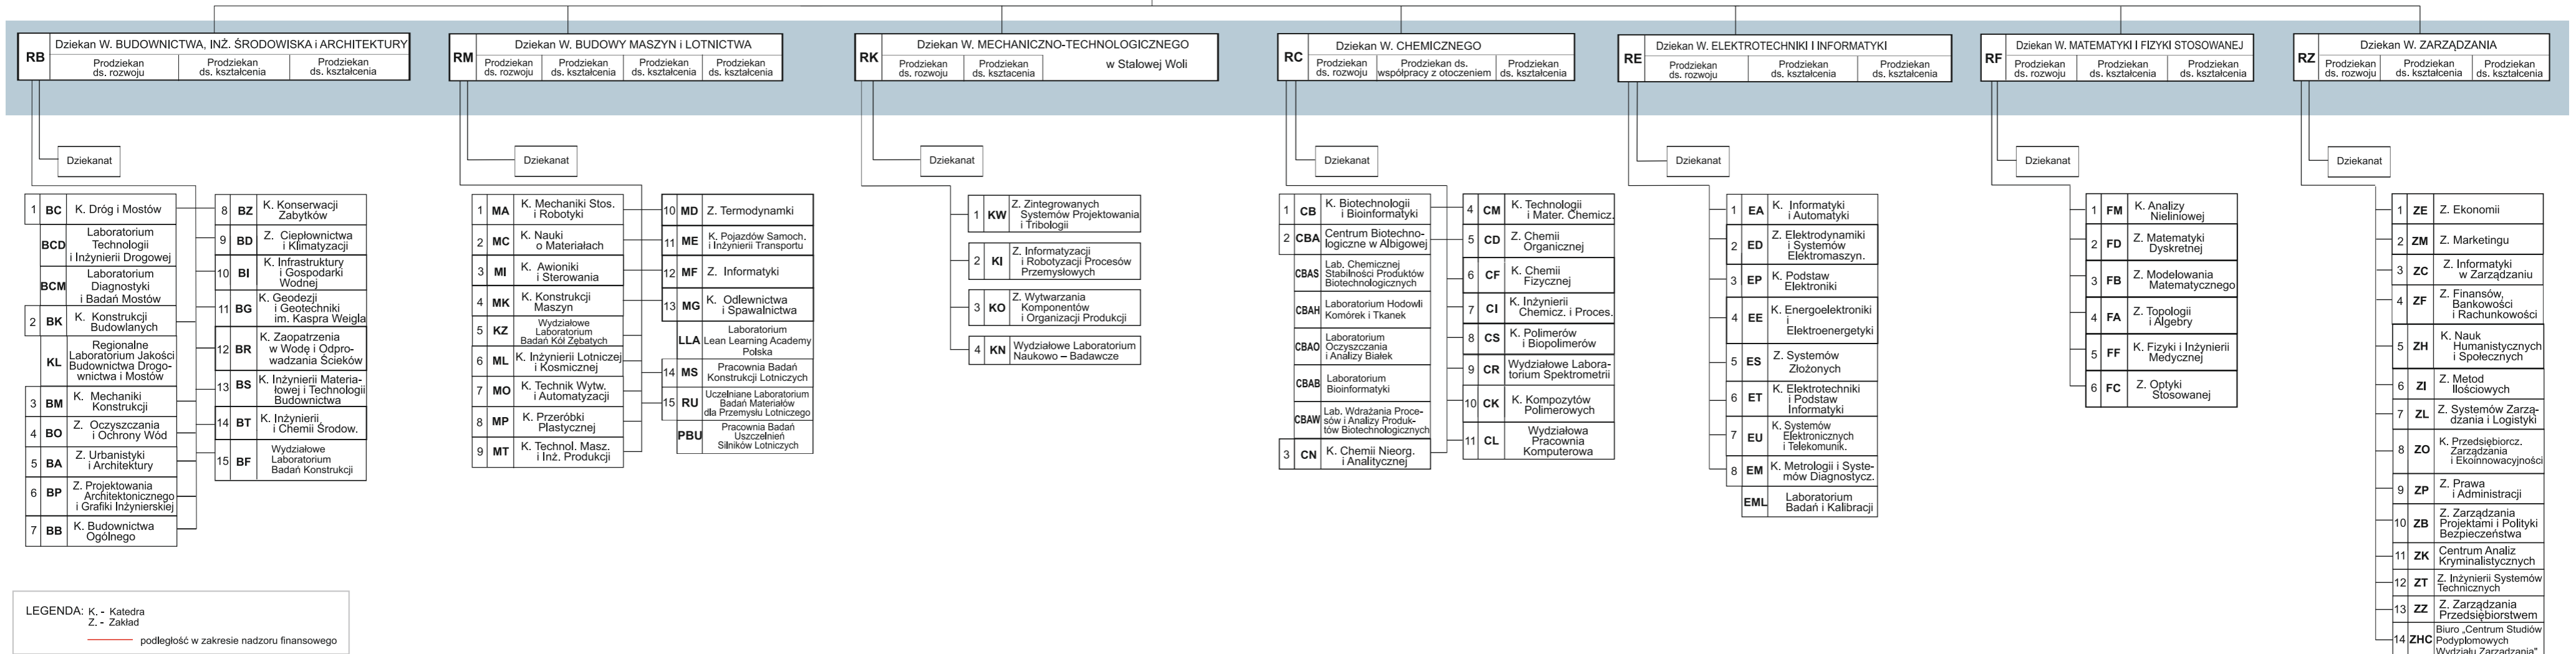 RB
Dziekan W. BUDOWNICTWA, INŻ. ŚRODOWISKA i ARCHITEKTURY
Prodziekan
ds. rozwoju
Prodziekan
ds. kształcenia
Prodziekan
ds. kształcenia
Dziekanat
1 BC K. Dróg i Mostów
BCD Laboratorium
Technologii
i Inżynierii Drogowej
BCM Laboratorium
Diagnostyki
i Badań Mostów
2 BK K. Konstrukcji
Budowlanych
KL Regionalne
Laboratorium Jakości
Budownictwa Drogo-
wnictwa i Mostów
3 BM K. Mechaniki
Konstrukcji
4 BO Z. Oczyszczania
i Ochrony Wód
5 BA Z. Urbanistyki
i Architektury
6 BP Z. Projektowania
Architektonicznego
i Grafiki Inżynierskiej
7 BB K. Budownictwa
Ogólnego
8 BZ K. Konserwacji
Zabytków
9 BD Z. Ciepłownictwa
i Klimatyzacji
10 BI K. Infrastruktury
i Gospodarki
Wodnej
11 BG K. Geodezji
i Geotechniki
im. Kaspra Weigla
12 BR K. Zaopatrzenia
w Wodę i Odpro-
wadzania Ścieków
13 BS K. Inżynierii Materia-
łowej i Technologii
Budownictwa
14 BT K. Inżynierii
i Chemii Środow.
15 BF Wydziałowe
Laboratorium
Badań Konstrukcji
RM
Dziekan W. BUDOWY MASZYN i LOTNICTWA
Prodziekan
ds. rozwoju
Prodziekan
ds. kształcenia
Prodziekan
ds. kształcenia
Prodziekan
ds. kształcenia
Dziekanat
1 MA K. Mechaniki Stos.
i Robotyki
2 MC K. Nauki
o Materiałach
3 MI K. Awioniki
i Sterowania
4 MK K. Konstrukcji
Maszyn
5 KZ Wydziałowe
Laboratorium
Badań Kół Zębatych
6 ML K. Inżynierii Lotniczej
i Kosmicznej
7 MO K. Technik Wytw.
i Automatyzacji
8 MP K. Przeróbki
Plastycznej
9 MT K. Technol. Masz.
i Inż. Produkcji
10 MD Z. Termodynamki
11 ME K. Pojazdów Samoch.
i Inżynierii Transportu
12 MF Z. Informatyki
13 MG K. Odlewnictwa
i Spawalnictwa
LLA Laboratorium
Lean Learning Academy
Polska
14 MS Pracownia Badań
Konstrukcji Lotniczych
15 RU Uczelniane Laboratorium
Badań Materiałów
dla Przemysłu Lotniczego
PBU Pracownia Badań
Uszczelnień
Silników Lotniczych
RK
Dziekan W. MECHANICZNO-TECHNOLOGICZNEGO
w Stalowej Woli
Prodziekan
ds. rozwoju
Prodziekan
ds. kształcenia
Dziekanat
1 KW Z. Zintegrowanych
Systemów Projektowania
i Tribologii
2 KI Z. Informatyzacji
i Robotyzacji Procesów
Przemysłowych
3 KO Z. Wytwarzania
Komponentów
i Organizacji Produkcji
4 KN Wydziałowe Laboratorium
Naukowo – Badawcze
RC
Dziekan W. CHEMICZNEGO
Prodziekan
ds. rozwoju
Prodziekan ds.
współpracy z otoczeniem
Prodziekan
ds. kształcenia
Dziekanat
1 CB K. Biotechnologii
i Bioinformatyki
2 CBA Centrum Biotechno-
logiczne w Albigowej
CBAS Lab. Chemicznej
Stabilności Produktów
Biotechnologicznych
CBAH Laboratorium Hodowli
Komórek i Tkanek
CBAO Laboratorium
Oczyszczania
i Analizy Białek
CBAB Laboratorium
Bioinformatyki
CBAW Lab. Wdrażania Proce-
sów i Analizy Produk-
tów Biotechnologicznych
3 CN K. Chemii Nieorg.
i Analitycznej
4 CM K. Technologii
i Mater. Chemicz.
5 CD Z. Chemii
Organicznej
6 CF K. Chemii
Fizycznej
7 CI K. Inżynierii
Chemicz. i Proces.
8 CS K. Polimerów
i Biopolimerów
9 CR Wydziałowe Labora-
torium Spektrometrii
10 CK K. Kompozytów
Polimerowych
11 CL Wydziałowa
Pracownia
Komputerowa
RE
Dziekan W. ELEKTROTECHNIKI I INFORMATYKI
Prodziekan
ds. rozwoju
Prodziekan
ds. kształcenia
Prodziekan
ds. kształcenia
Dziekanat
1 EA K. Informatyki
i Automatyki
2 ED Z. Elektrodynamiki
i Systemów
Elektromaszyn.
3 EP K. Podstaw
Elektroniki
4 EE K. Energoelektroniki
i
Elektroenergetyki
5 ES Z. Systemów
Złożonych
6 ET K. Elektrotechniki
i Podstaw
Informatyki
7 EU K. Systemów
Elektronicznych
i Telekomunik.
8 EM K. Metrologii i Syste-
mów Diagnostycz.
EML Laboratorium
Badań i Kalibracji
RF
Dziekan W. MATEMATYKI I FIZYKI STOSOWANEJ
Prodziekan
ds. rozwoju
Prodziekan
ds. kształcenia
Prodziekan
ds. kształcenia
Dziekanat
1 FM K. Analizy
Nieliniowej
2 FD Z. Matematyki
Dyskretnej
3 FB Z. Modelowania
Matematycznego
4 FA Z. Topologii
i Algebry
5 FF K. Fizyki i Inżynierii
Medycznej
6 FC Z. Optyki
Stosowanej
RZ
Dziekan W. ZARZĄDZANIA
Prodziekan
ds. rozwoju
Prodziekan
ds. kształcenia
Prodziekan
ds. kształcenia
Dziekanat
1 ZE Z. Ekonomii
2 ZM Z. Marketingu
3 ZC Z. Informatyki
w Zarządzaniu
4 ZF Z. Finansów,
Bankowości
i Rachunkowości
5 ZH K. Nauk
Humanistycznych
i Społecznych
6 ZI Z. Metod
Ilościowych
7 ZL Z. Systemów Zarzą-
dzania i Logistyki
8 ZO K. Przedsiębiorcz.
Zarządzania
i Ekoinnowacyjności
9 ZP Z. Prawa
i Administracji
10 ZB Z. Zarządzania
Projektami i Polityki
Bezpieczeństwa
11 ZK Centrum Analiz
Kryminalistycznych
12 ZT Z. Inżynierii Systemów
Technicznych
13 ZZ Z. Zarządzania
Przedsiębiorstwem
14 ZHC Biuro „Centrum Studiów
Podyplomowych
Wydziału Zarządzania"
LEGENDA: K. - Katedra
Z. - Zakład
podległość w zakresie nadzoru finansowego